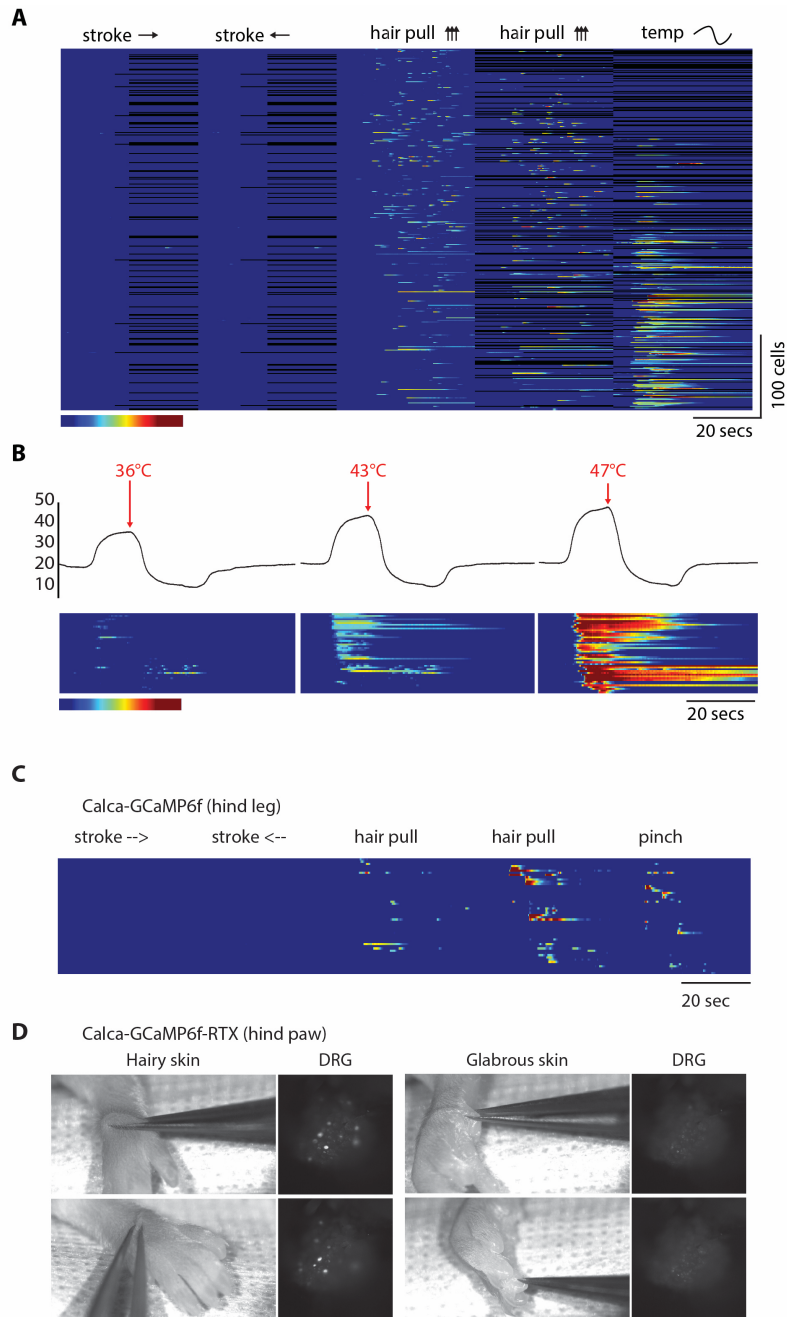 A
stroke → stroke ← hair pull ⇈ hair pull ⇈ temp
100 cells
20 secs
B
36°C 43°C 47°C
50
40
30
20
10
20 secs
C
Calca-GCaMP6f (hind leg)
stroke --> stroke <-- hair pull hair pull pinch
20 sec
D
Calca-GCaMP6f-RTX (hind paw)
Hairy skin DRG Glabrous skin DRG